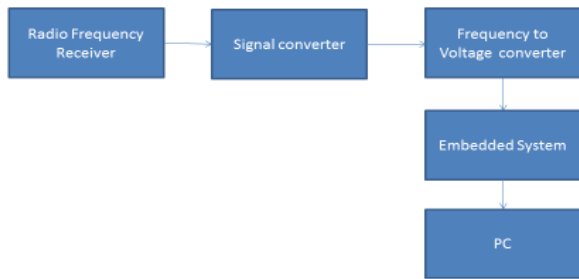 Radio Frequency
Receiver
Signal converter
Frequency to
Voltage converter
Embedded System
PC